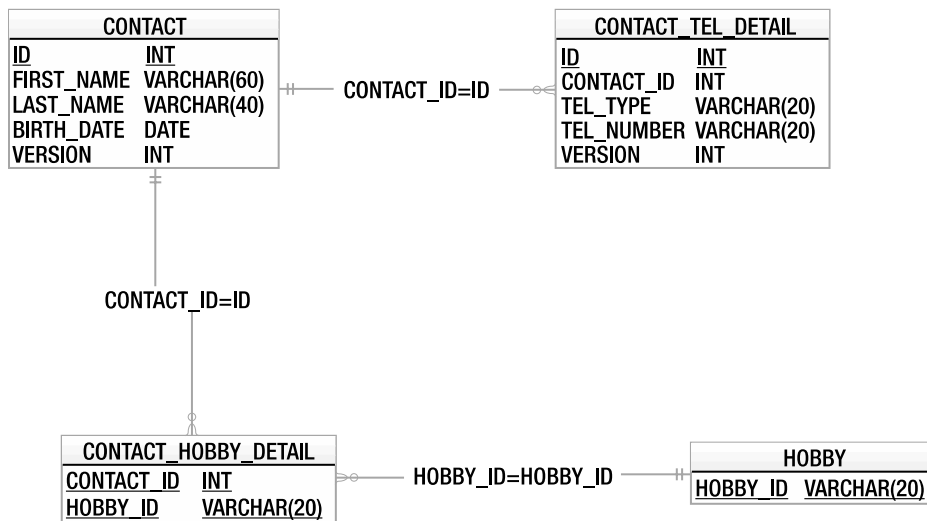 CONTACT
ID INT
FIRST_NAME VARCHAR(60)
LAST_NAME VARCHAR(40)
BIRTH_DATE DATE
VERSION INT
CONTACT_ID=ID
CONTACT_TEL_DETAIL
ID INT
CONTACT_ID INT
TEL_TYPE VARCHAR(20)
TEL_NUMBER VARCHAR(20)
VERSION INT
CONTACT_ID=ID
CONTACT_HOBBY_DETAIL
CONTACT_ID INT
HOBBY_ID VARCHAR(20)
HOBBY_ID=HOBBY_ID
HOBBY
HOBBY_ID VARCHAR(20)